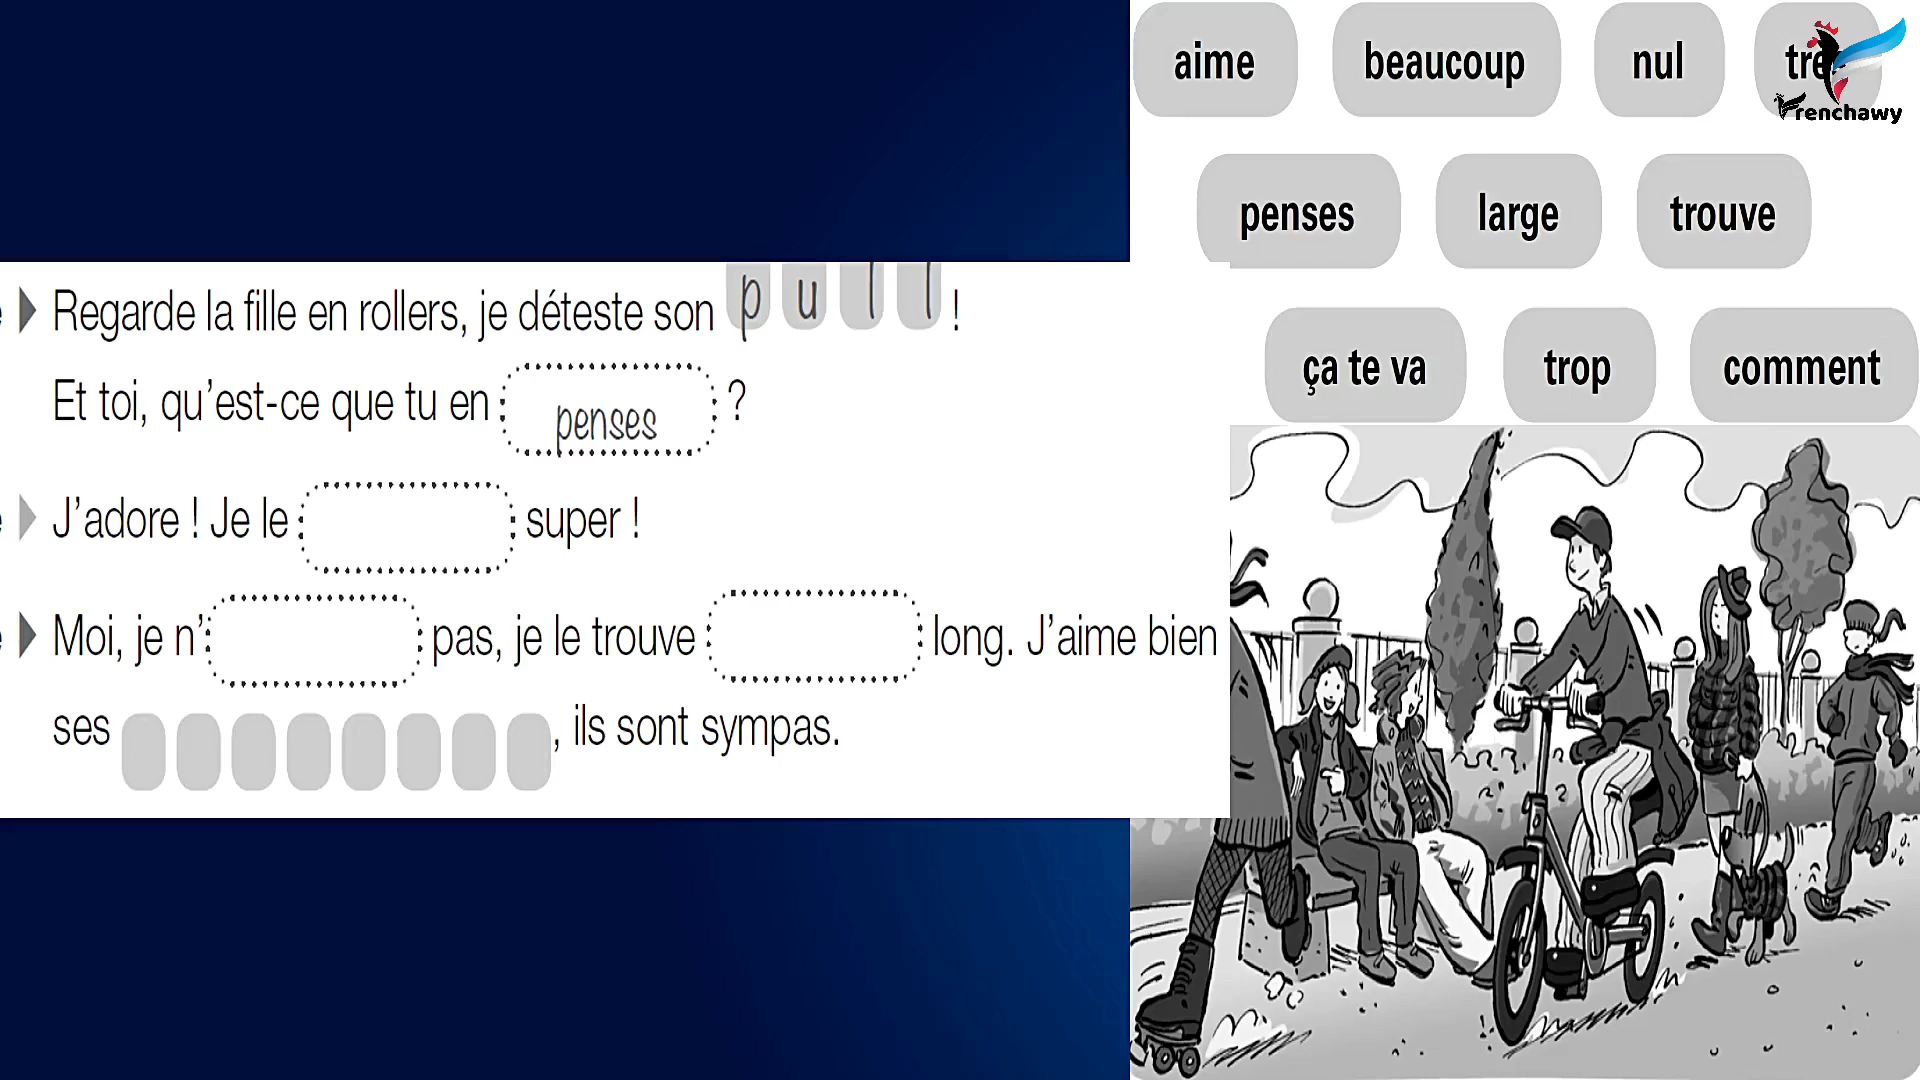 aime beaucoup nul
renchawy
penses large trouve
ça te va trop comment
Regarde la fille en rollers, je déteste son pull !
Et toi, qu'est-ce que tu en penses ?
J'adore ! Je le super !
Moi, je n' pas, je le trouve long. J'aime bien
ses , ils sont sympas.